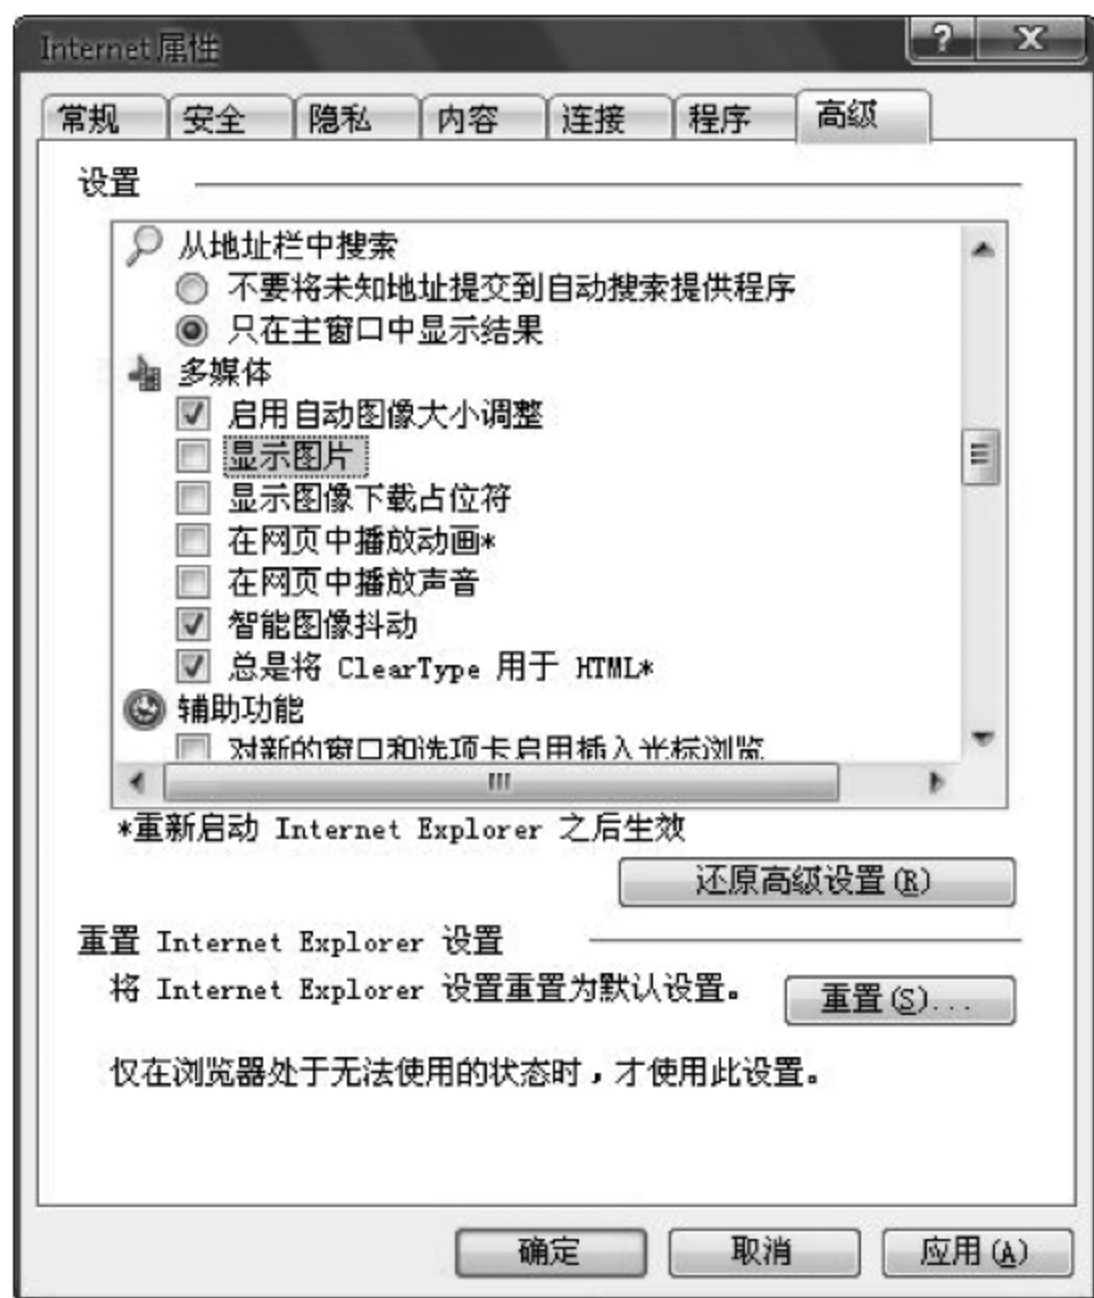 Internet 属性
常规 安全 隐私 内容 连接 程序 高级
设置
从地址栏中搜索
不要将未知地址提交到自动搜索提供程序
只在主窗口中显示结果
多媒体
启用自动图像大小调整
显示图片
显示图像下载占位符
在网页中播放动画*
在网页中播放声音
智能图像抖动
总是将 ClearType 用于 HTML*
辅助功能
对新的窗口和选项卡启用插入光标浏览
*重新启动 Internet Explorer 之后生效
还原高级设置(R)
重置 Internet Explorer 设置
将 Internet Explorer 设置重置为默认设置。
重置(S)...
仅在浏览器处于无法使用的状态时，才使用此设置。
确定 取消 应用(A)